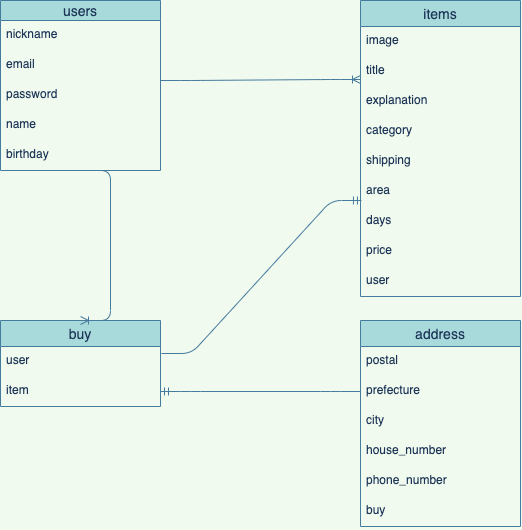 users
nickname
email
password
name
birthday
items
image
title
explanation
category
shipping
area
days
price
user
buy
user
item
address
postal
prefecture
city
house_number
phone_number
buy